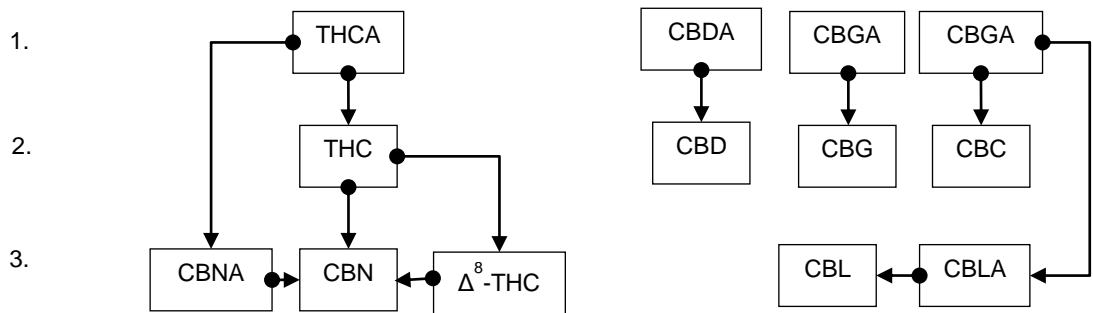 1. THCA CBDA CBGA CBGA
2. THC CBD CBG CBC
3. CBNA CBN Δ⁸-THC CBL CBLA